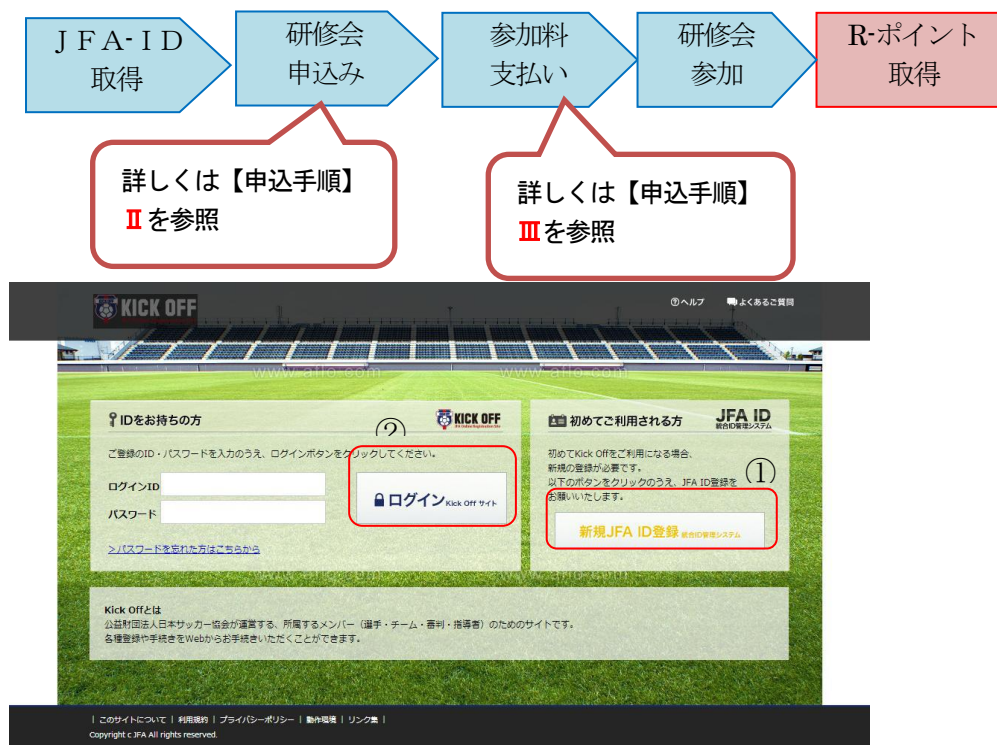 ＪＦＡ-ＩＤ
取得
研修会
申込み
参加料
支払い
研修会
参加
R-ポイント
取得
詳しくは【申込手順】
Ⅱを参照
詳しくは【申込手順】
Ⅲを参照
KICK OFF
ヘルプ
よくあるご質問
www.aflo.com
www.aflo.com
IDをお持ちの方
②
KICK OFF
ご登録のID・パスワードを入力のうえ、ログインボタンをクリックしてください。
ログインID
パスワード
ログイン Kick Off サイト
>パスワードを忘れた方はこちらから
初めてご利用される方
JFA ID
統合ID管理システム
初めてKick Offをご利用になる場合、
新規の登録が必要です。
以下のボタンをクリックのうえ、JFA ID登録を
お願いいたします。
①
新規JFA ID登録 統合ID管理システム
www.aflo.com
www.aflo.com
Kick Offとは
公益財団法人日本サッカー協会が運営する、所属するメンバー（選手・チーム・審判・指導者）のためのサイトです。
各種登録や手続きをWebからお手続きいただくことができます。
| このサイトについて | 利用規約 | プライバシーポリシー | 動作環境 | リンク集 |
Copyright c JFA All rights reserved.